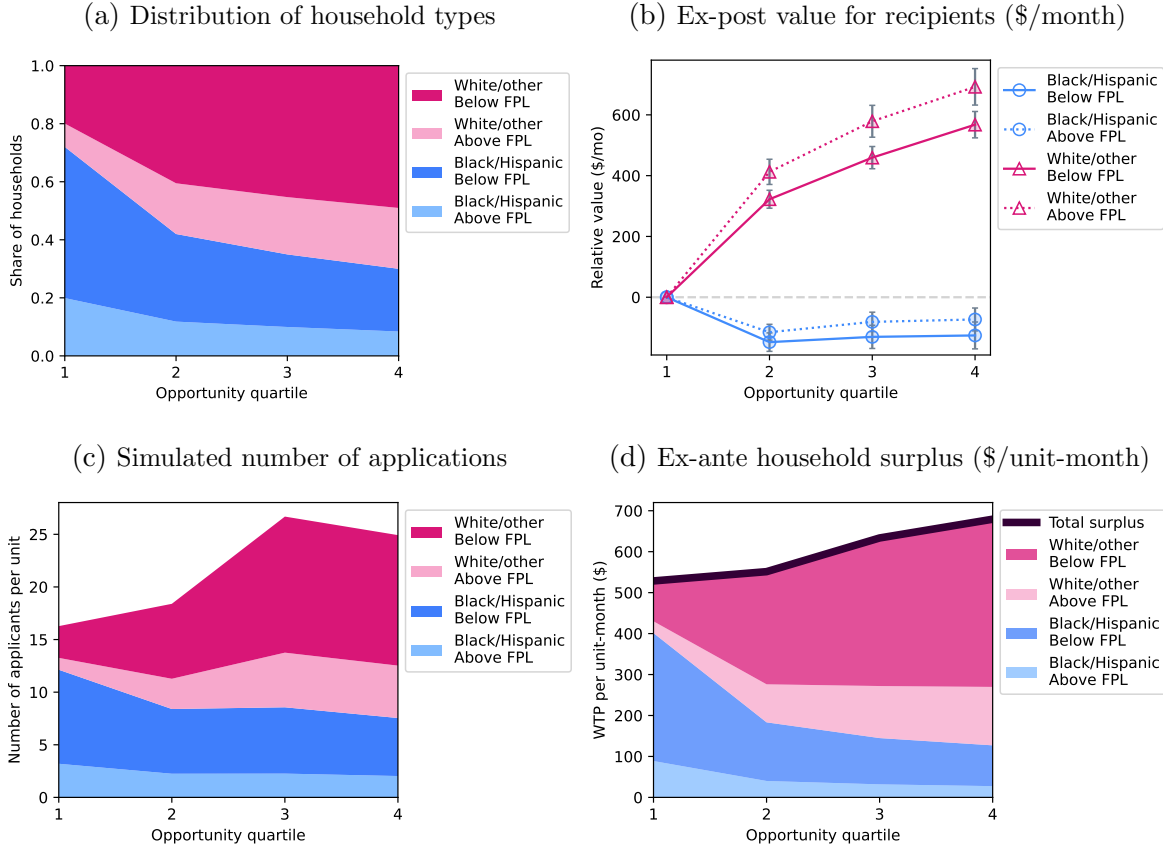 (a) Distribution of household types
1.0
0.8
0.6
0.4
0.2
0.0
Share of households
1 2 3 4
Opportunity quartile
White/other
Below FPL
White/other
Above FPL
Black/Hispanic
Below FPL
Black/Hispanic
Above FPL
(b) Ex-post value for recipients ($/month)
600
400
200
0
Relative value ($/mo)
1 2 3 4
Opportunity quartile
Black/Hispanic
Below FPL
Black/Hispanic
Above FPL
White/other
Below FPL
White/other
Above FPL
(c) Simulated number of applications
25
20
15
10
5
0
Number of applicants per unit
1 2 3 4
Opportunity quartile
White/other
Below FPL
White/other
Above FPL
Black/Hispanic
Below FPL
Black/Hispanic
Above FPL
(d) Ex-ante household surplus ($/unit-month)
700
600
500
400
300
200
100
0
WTP per unit-month ($)
1 2 3 4
Opportunity quartile
Total surplus
White/other
Below FPL
White/other
Above FPL
Black/Hispanic
Below FPL
Black/Hispanic
Above FPL